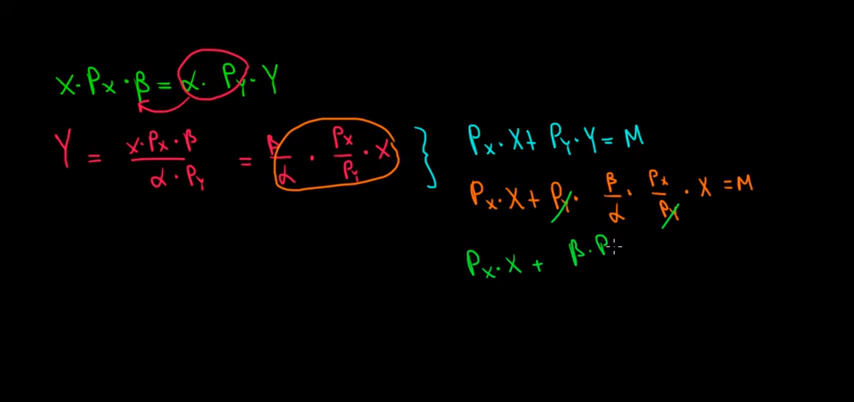 X · Px · β = α · PY · Y
Y = X · Px · β / α · PY = β / α · Px / PY · X } Px · X + PY · Y = M
Px · X + PY · β / α · Px / PY · X = M
Px · X + β · P